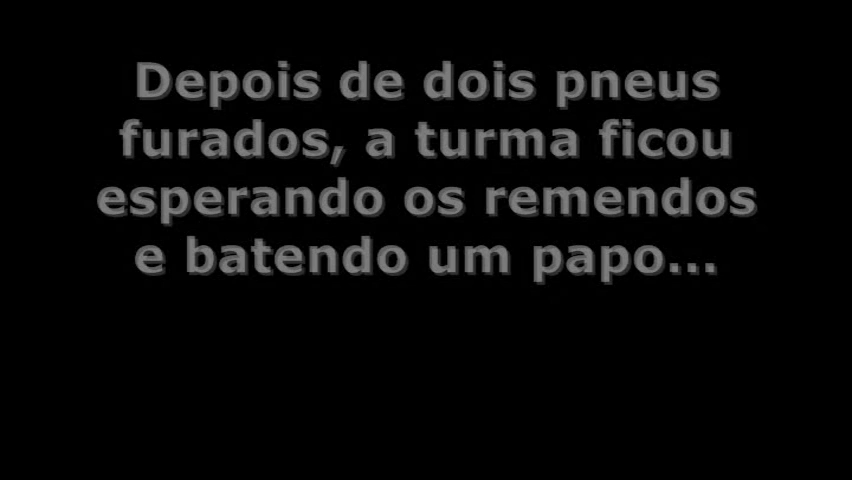 Depois de dois pneus
furados, a turma ficou
esperando os remendos
e batendo um papo...